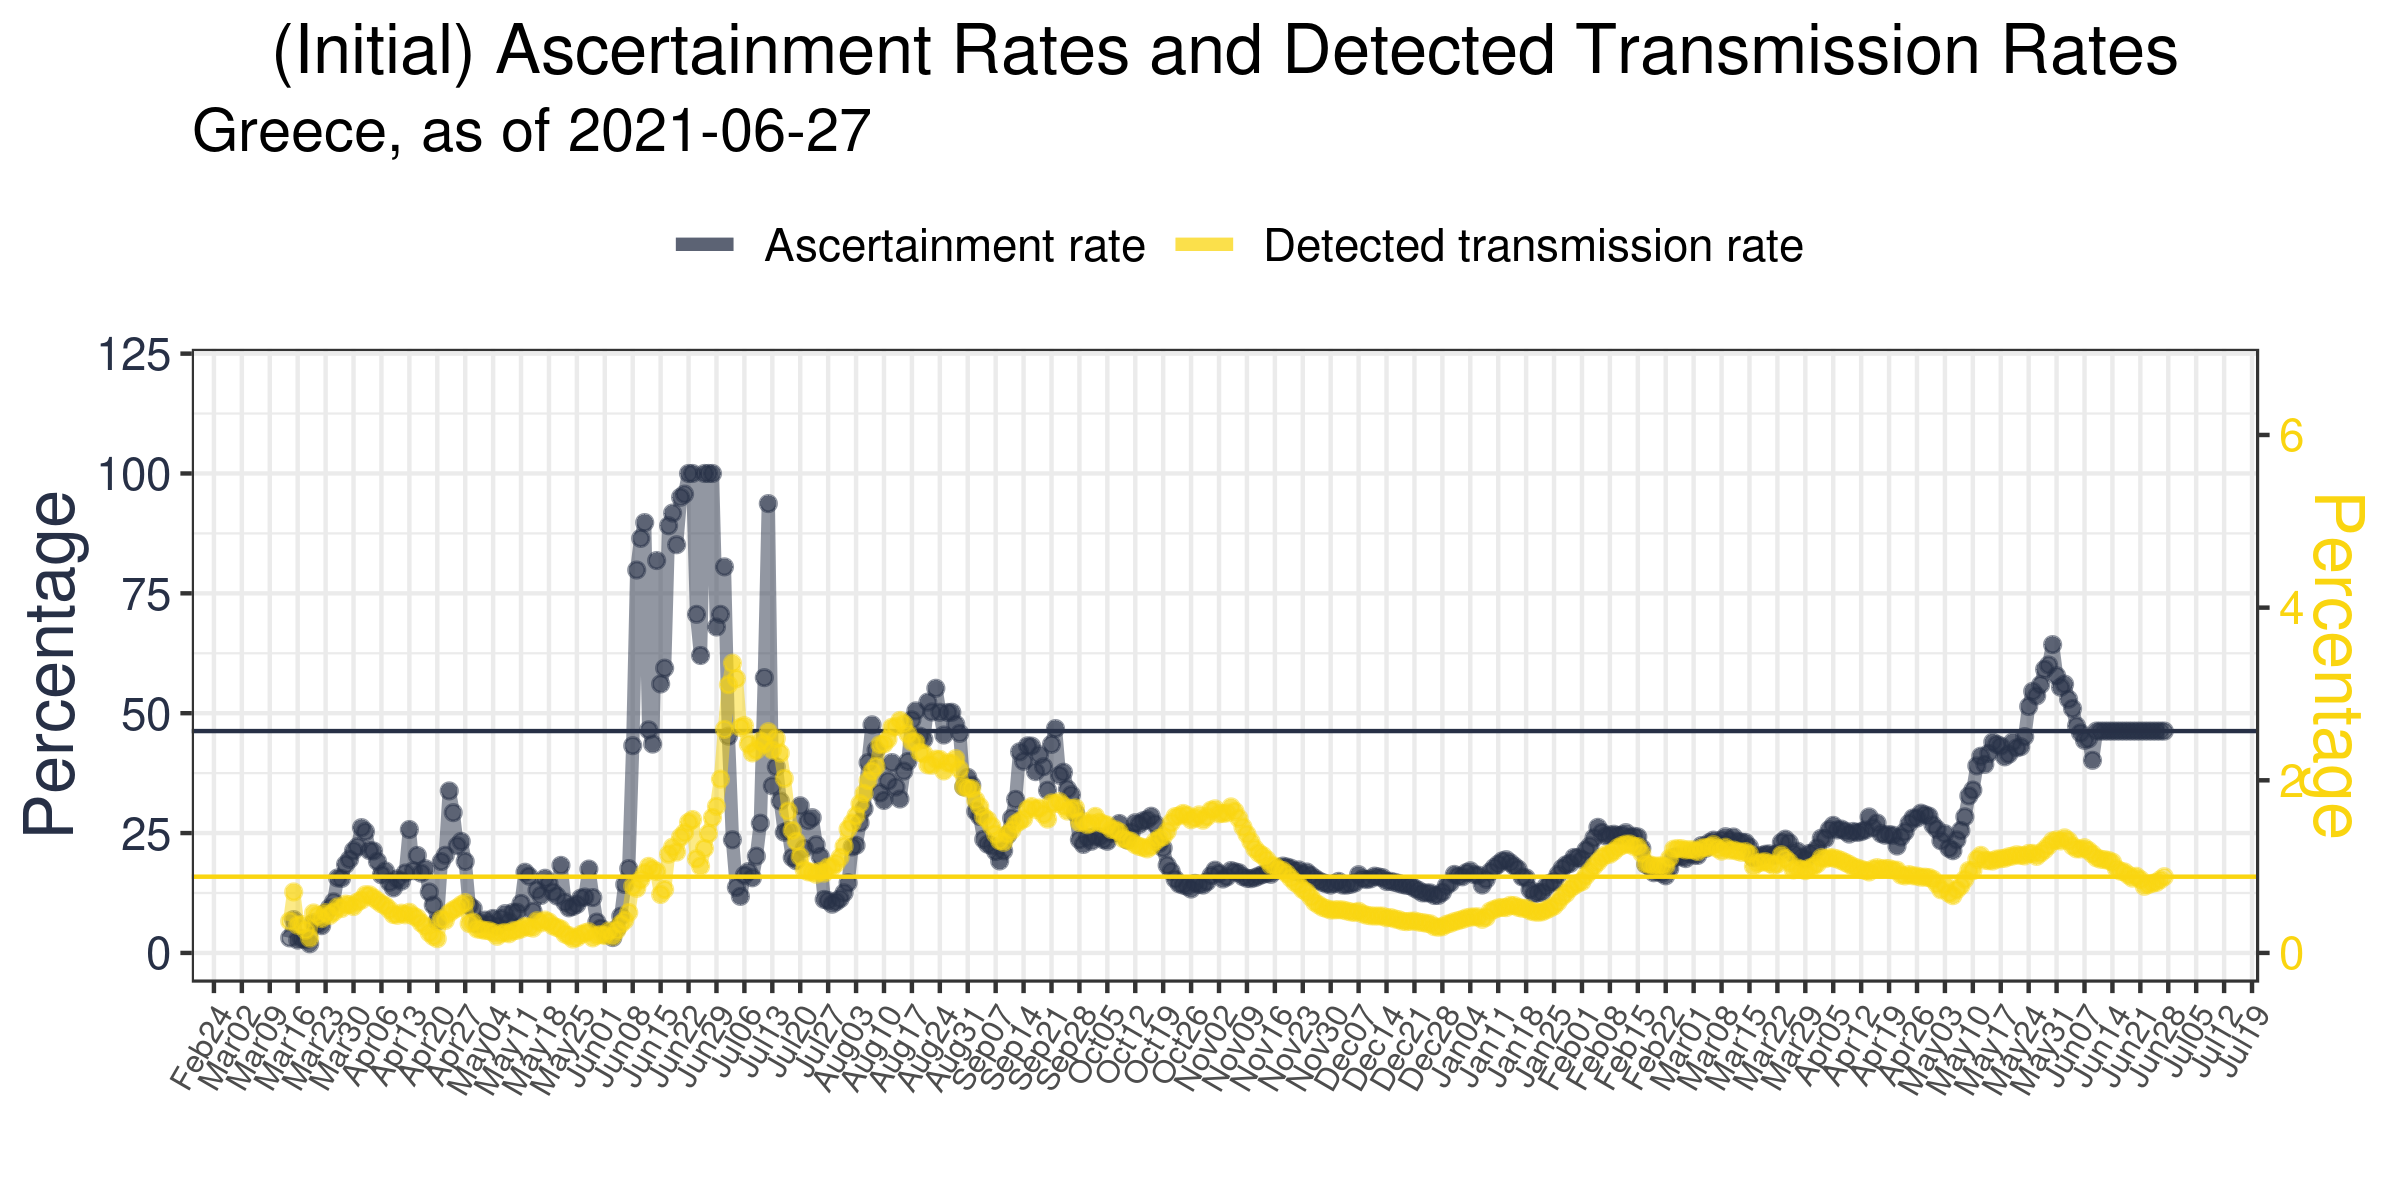 (Initial) Ascertainment Rates and Detected Transmission Rates
Greece, as of 2021-06-27
Ascertainment rate
Detected transmission rate
Percentage
125
100
75
50
25
0
6
4
2
0
Percentage
Feb24
Mar02
Mar09
Mar16
Mar23
Mar30
Apr06
Apr13
Apr20
Apr27
May04
May11
May18
May25
Jun01
Jun08
Jun15
Jun22
Jun29
Jul06
Jul13
Jul20
Jul27
Aug03
Aug10
Aug17
Aug24
Aug31
Sep07
Sep14
Sep21
Sep28
Oct05
Oct12
Oct19
Oct26
Nov02
Nov09
Nov16
Nov23
Nov30
Dec07
Dec14
Dec21
Dec28
Jan04
Jan11
Jan18
Jan25
Feb01
Feb08
Feb15
Feb22
Mar01
Mar08
Mar15
Mar22
Mar29
Apr05
Apr12
Apr19
Apr26
May03
May10
May17
May24
May31
Jun07
Jun14
Jun21
Jun28
Jul05
Jul12
Jul19